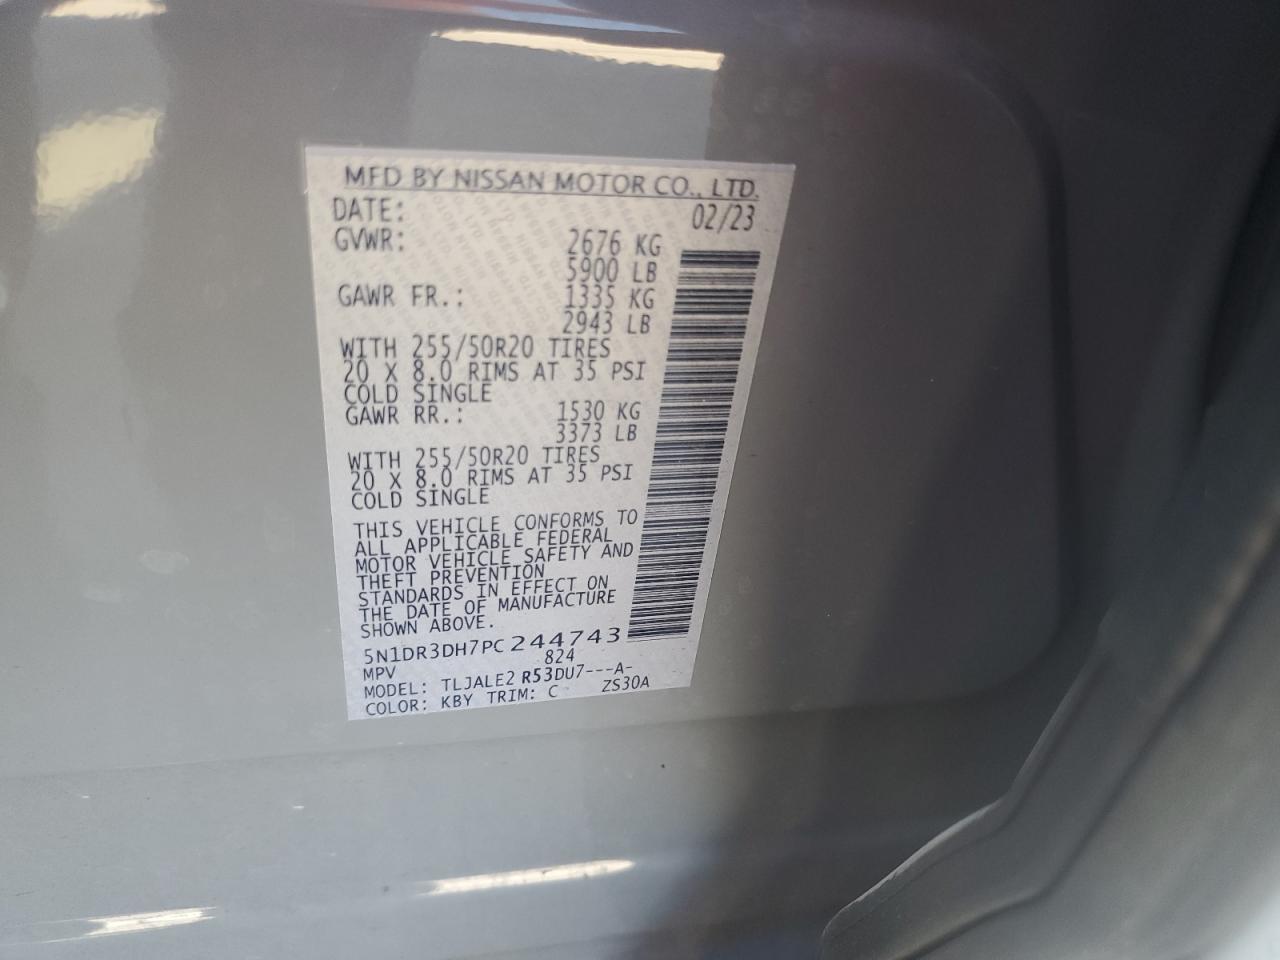 MFD BY NISSAN MOTOR CO., LTD.
DATE: 02/23
GVWR: 2676 KG
5900 LB
GAWR FR.: 1335 KG
2943 LB
WITH 255/50R20 TIRES
20 X 8.0 RIMS AT 35 PSI
COLD SINGLE
GAWR RR.: 1530 KG
3373 LB
WITH 255/50R20 TIRES
20 X 8.0 RIMS AT 35 PSI
COLD SINGLE
THIS VEHICLE CONFORMS TO
ALL APPLICABLE FEDERAL
MOTOR VEHICLE SAFETY AND
THEFT PREVENTION
STANDARDS IN EFFECT ON
THE DATE OF MANUFACTURE
SHOWN ABOVE.
5N1DR3DH7PC244743
MPV 824
MODEL: TLJALE2 R53DU7---A-
COLOR: KBY TRIM: C ZS30A